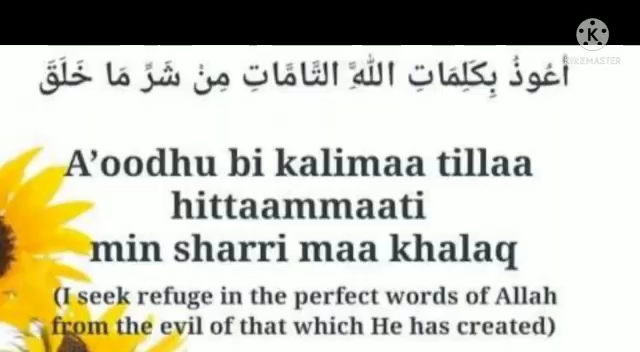 KINEMASTER
أَعُوذُ بِكَلِمَاتِ اللَّهِ التَّامَّاتِ مِنْ شَرِّ مَا خَلَقَ
A’oodhu bi kalimaa tillaa
hittaammaati
min sharri maa khalaq
(I seek refuge in the perfect words of Allah
from the evil of that which He has created)